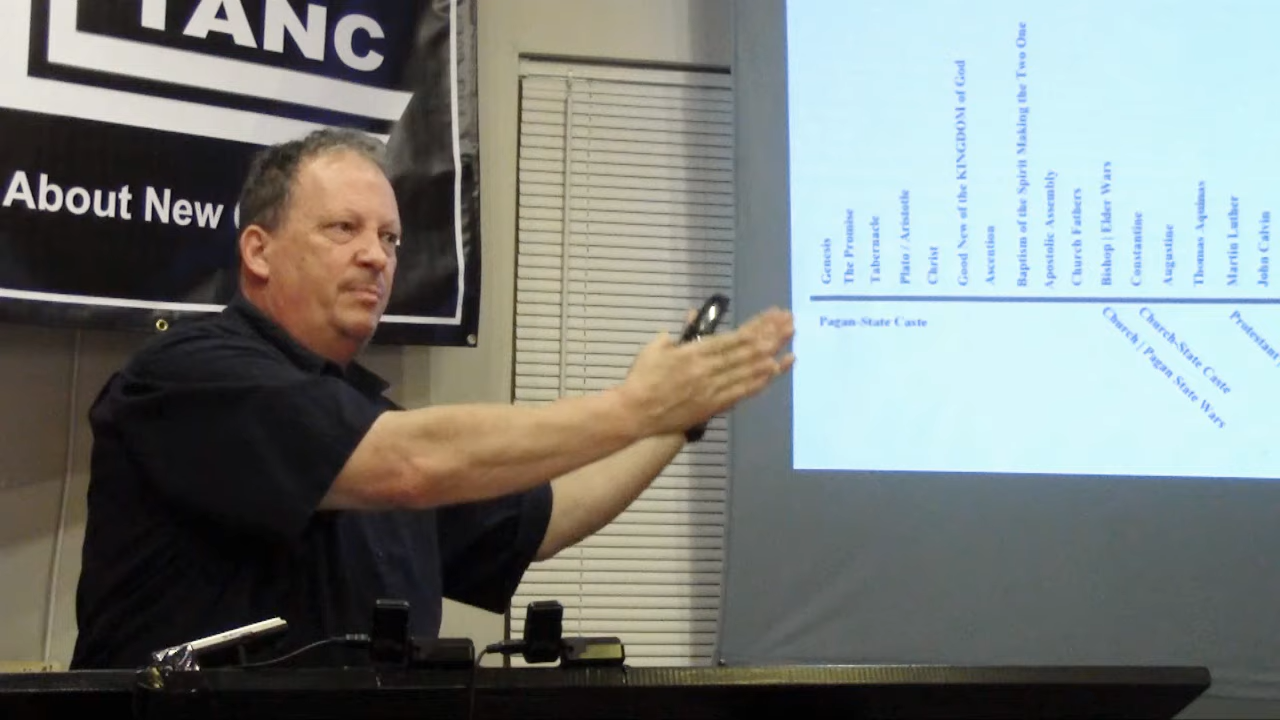 TANC
About New
Genesis
The Promise
Tabernacle
Plato / Aristotle
Christ
Good New of the KINGDOM of God
Ascention
Baptism of the Spirit Making the Two One
Apostolic Assembly
Church Fathers
Bishop | Elder Wars
Constantine
Augustine
Thomas Aquinas
Martin Luther
John Calvin
Pagan-State Caste
Church | Pagan State Wars
Church-State Caste
Protestant